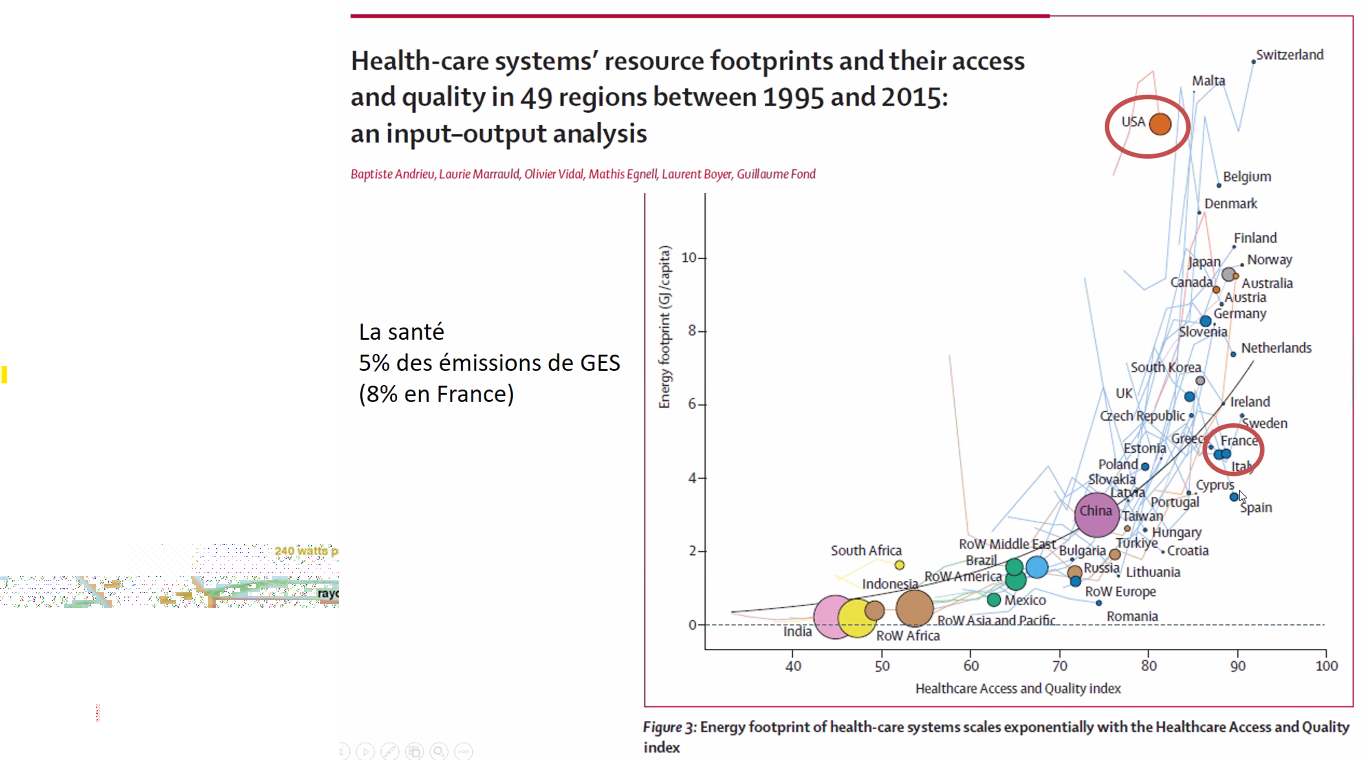 Health-care systems’ resource footprints and their access
and quality in 49 regions between 1995 and 2015:
an input–output analysis
Baptiste Andrieu, Laurie Marrauld, Olivier Vidal, Mathis Egnell, Laurent Boyer, Guillaume Fond
La santé
5% des émissions de GES
(8% en France)
240 watts p
rayo
Energy footprint (GJ/capita)
10
8
6
4
2
0
Switzerland
Malta
USA
Belgium
Denmark
Finland
Japan
Norway
Canada
Australia
Austria
Germany
Slovenia
Netherlands
South Korea
UK
Ireland
Czech Republic
Sweden
Greece
France
Estonia
Italy
Poland
Slovakia
Cyprus
Latvia
Portugal
Spain
China
Taiwan
Hungary
RoW Middle East
Türkiye
South Africa
Bulgaria
Croatia
Brazil
Russia
Lithuania
RoW America
Indonesia
RoW Europe
Mexico
Romania
RoW Asia and Pacific
India
RoW Africa
40
50
60
70
80
90
100
Healthcare Access and Quality index
Figure 3: Energy footprint of health-care systems scales exponentially with the Healthcare Access and Quality
index